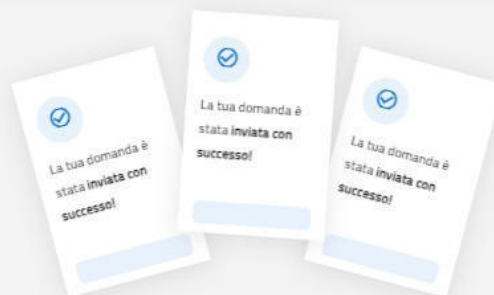 La tua domanda è
stata inviata con
successo!
La tua domanda è
stata inviata con
successo!
La tua domanda è
stata inviata con
successo!